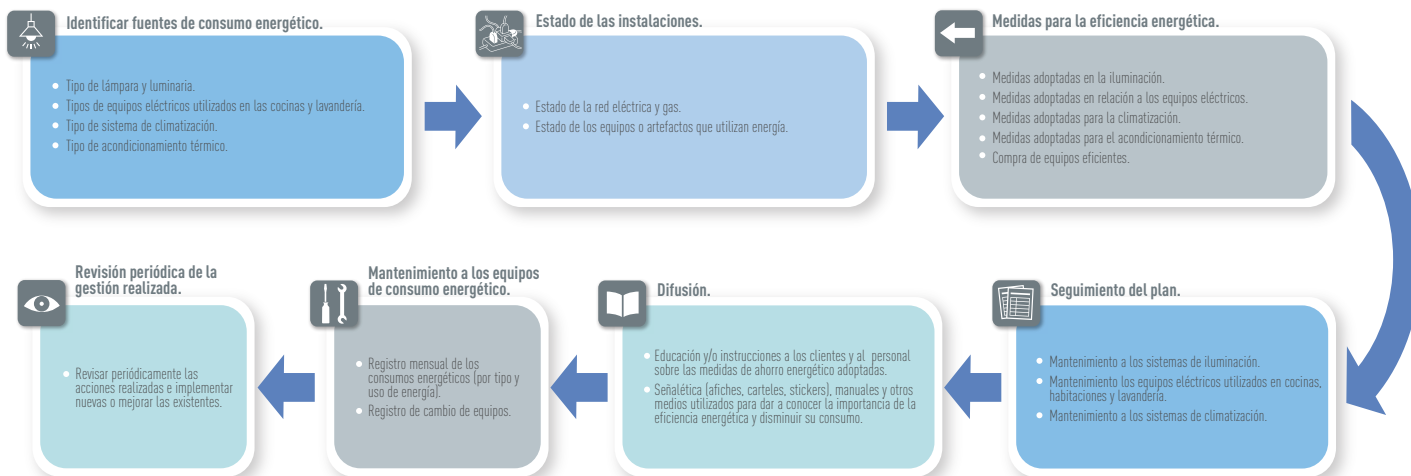 Identificar fuentes de consumo energético.
Tipo de lámpara y luminaria.
Tipos de equipos eléctricos utilizados en las cocinas y lavandería.
Tipo de sistema de climatización.
Tipo de acondicionamiento térmico.
Estado de las instalaciones.
Estado de la red eléctrica y gas.
Estado de los equipos o artefactos que utilizan energía.
Medidas para la eficiencia energética.
Medidas adoptadas en la iluminación.
Medidas adoptadas en relación a los equipos eléctricos.
Medidas adoptadas para la climatización.
Medidas adoptadas para el acondicionamiento térmico.
Compra de equipos eficientes.
Seguimiento del plan.
Mantenimiento a los sistemas de iluminación.
Mantenimiento los equipos eléctricos utilizados en cocinas,
habitaciones y lavandería.
Mantenimiento a los sistemas de climatización.
Difusión.
Educación y/o instrucciones a los clientes y al personal
sobre las medidas de ahorro energético adoptadas.
Señalética (afiches, carteles, stickers), manuales y otros
medios utilizados para dar a conocer la importancia de la
eficiencia energética y disminuir su consumo.
Mantenimiento a los equipos
de consumo energético.
Registro mensual de los
consumos energéticos (por tipo y
uso de energía).
Registro de cambio de equipos.
Revisión periódica de la
gestión realizada.
Revisar periódicamente las
acciones realizadas e implementar
nuevas o mejorar las existentes.